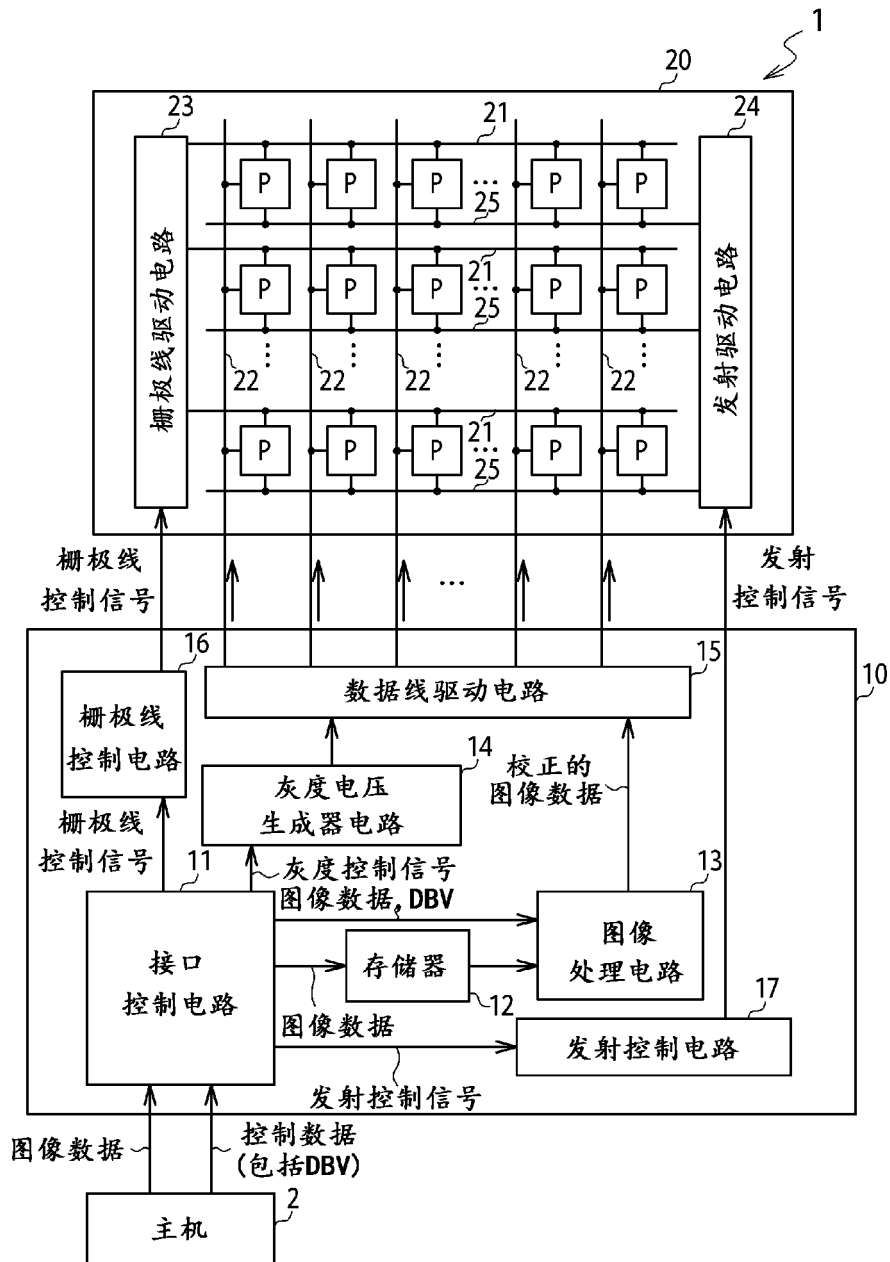 1
20
23
24
21
P P P … P P
25
21
P P P … P P
25
⋮ ⋮ ⋮ ⋮ ⋮
22 22 22 22 22
21
P P P … P P
25
栅极线驱动电路
发射驱动电路
栅极线
控制信号
…
发射
控制信号
16
15
10
栅极线
控制电路
数据线驱动电路
14
灰度电压
生成器电路
校正的
图像数据
栅极线
控制信号
11
灰度控制信号
图像数据,DBV
13
接口
控制电路
存储器
12
图像
处理电路
图像数据
17
发射控制电路
发射控制信号
图像数据
控制数据
(包括DBV)
2
主机